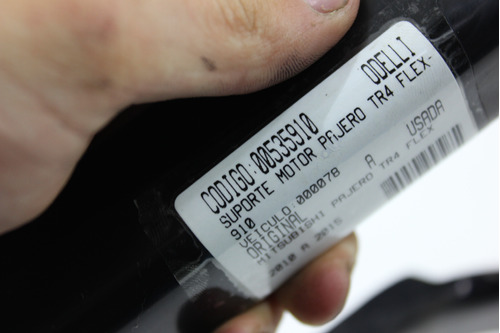 ODELLI
CODIGO:00535910
SUPORTE MOTOR PAJERO TR4 FLEX-
910
VEICULO:000078 A USADA
ORIGINAL
MITSUBISHI PAJERO TR4 FLEX
2010 A 2015